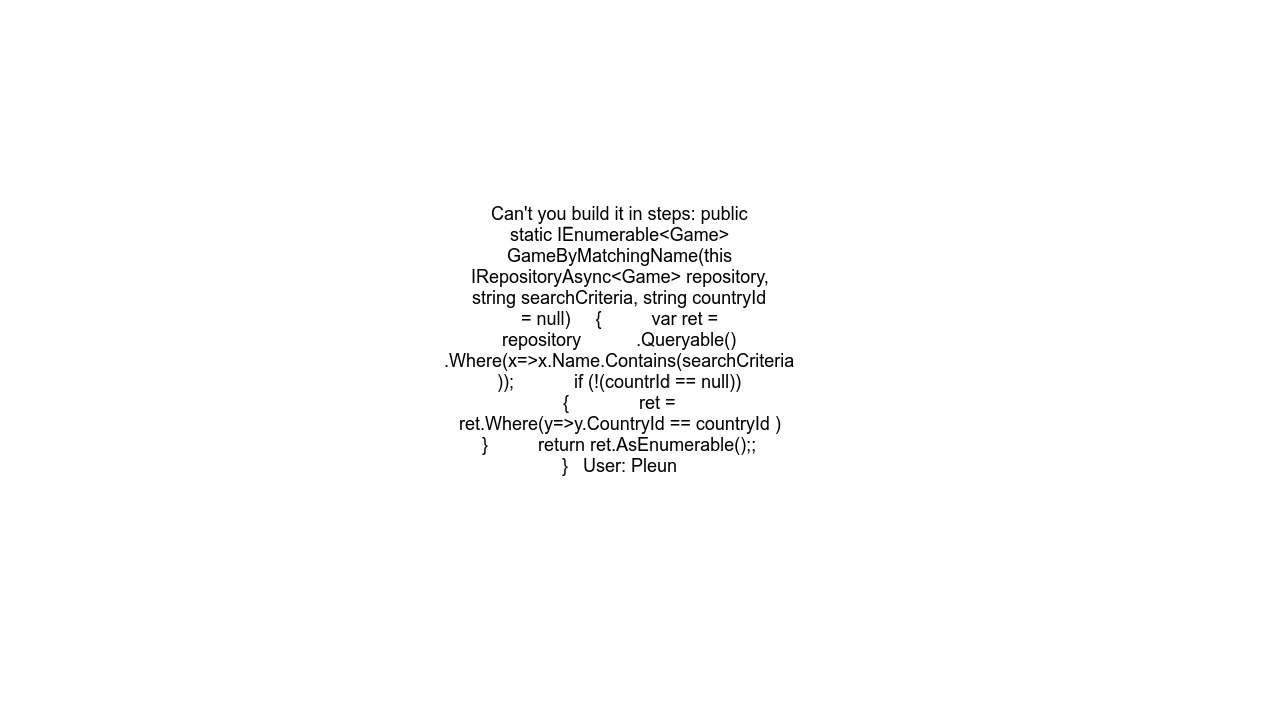 Can't you build it in steps: public
static IEnumerable<Game>
GameByMatchingName(this
IRepositoryAsync<Game> repository,
string searchCriteria, string countryId
= null)     {          var ret =
repository           .Queryable()
.Where(x=>x.Name.Contains(searchCriteria
));            if (!(countrId == null))
{              ret =
ret.Where(y=>y.CountryId == countryId )
}          return ret.AsEnumerable();;
}   User: Pleun